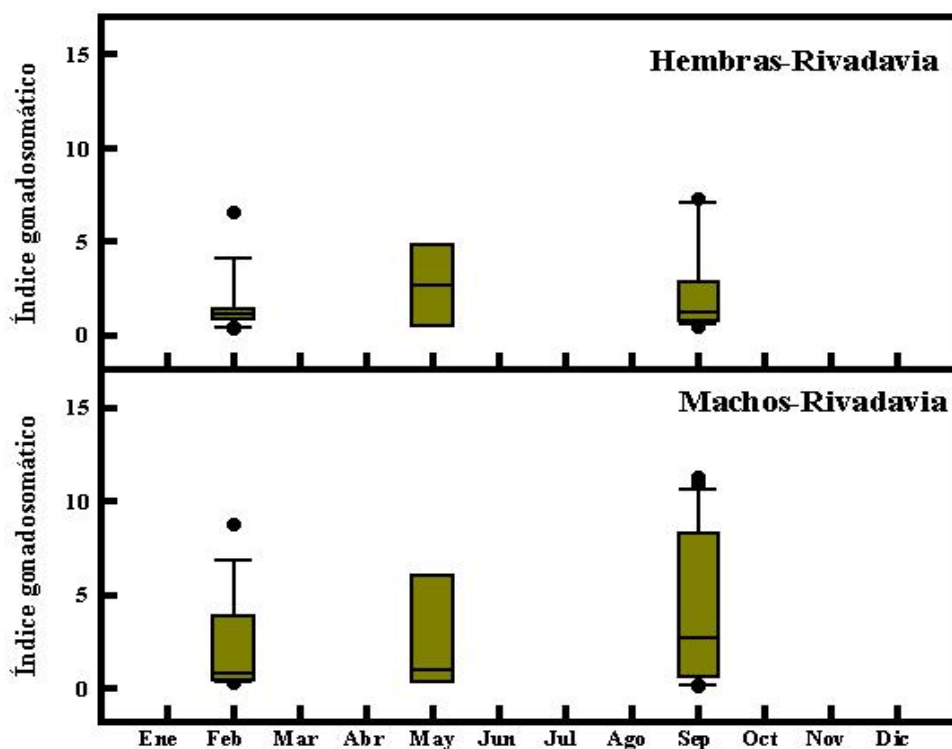 Hembras-Rivadavia
Índice gonadosomático
15
10
5
0
Machos-Rivadavia
Índice gonadosomático
15
10
5
0
Ene Feb Mar Abr May Jun Jul Ago Sep Oct Nov Dic